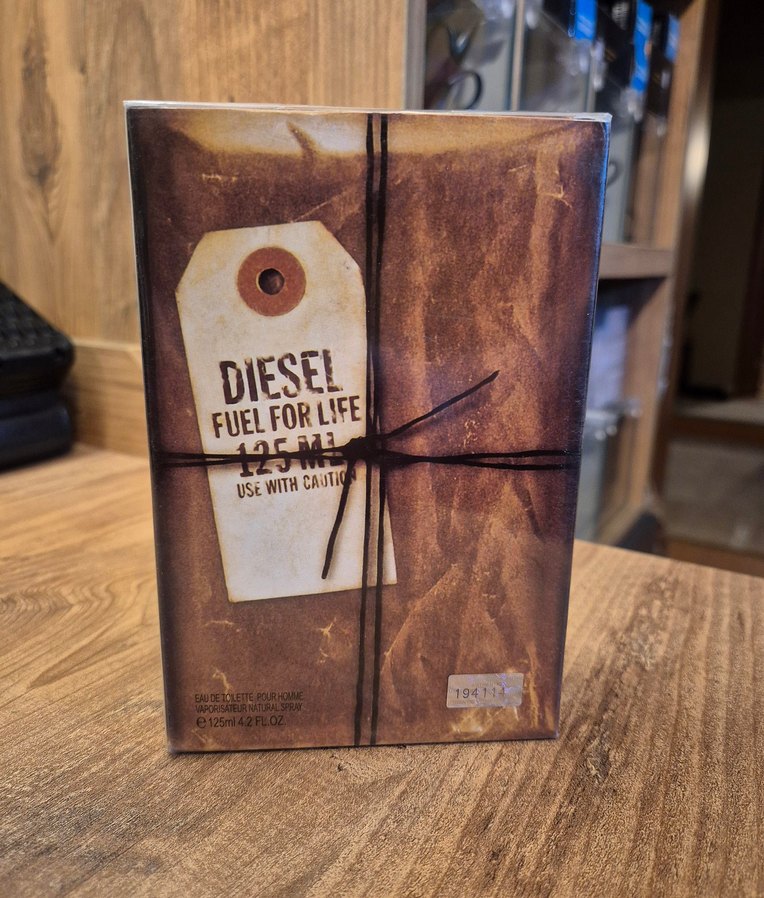 DIESEL
FUEL FOR LIFE
125 ML
USE WITH CAUTION
EAU DE TOILETTE POUR HOMME
VAPORISATEUR NATURAL SPRAY
℮125ml 4.2 FL.OZ.
194114